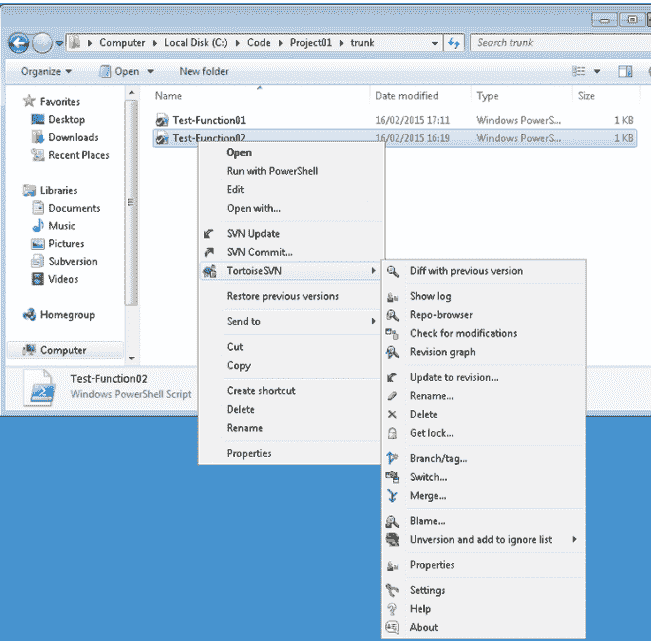 Computer ▸ Local Disk (C:) ▸ Code ▸ Project01 ▸ trunk
Search trunk
Organize Open New folder
Name Date modified Type Size
Favorites
Desktop
Downloads
Recent Places
Libraries
Documents
Music
Pictures
Subversion
Videos
Homegroup
Computer
Test-Function01 16/02/2015 17:11 Windows PowerS... 1 KB
Test-Function02 16/02/2015 16:19 Windows PowerS... 1 KB
Open
Run with PowerShell
Edit
Open with...
SVN Update
SVN Commit...
TortoiseSVN
Restore previous versions
Send to
Cut
Copy
Create shortcut
Delete
Rename
Properties
Diff with previous version
Show log
Repo-browser
Check for modifications
Revision graph
Update to revision...
Rename...
Delete
Get lock...
Branch/tag...
Switch...
Merge...
Blame...
Unversion and add to ignore list
Properties
Settings
Help
About
Test-Function02
Windows PowerShell Script